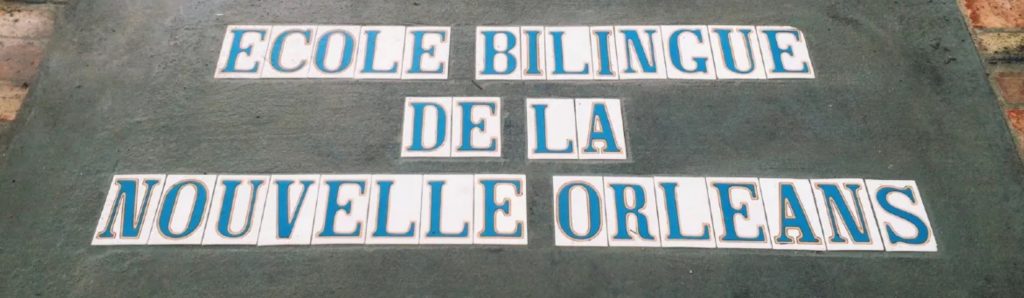 ECOLE BILINGUE
DE LA
NOUVELLE ORLEANS